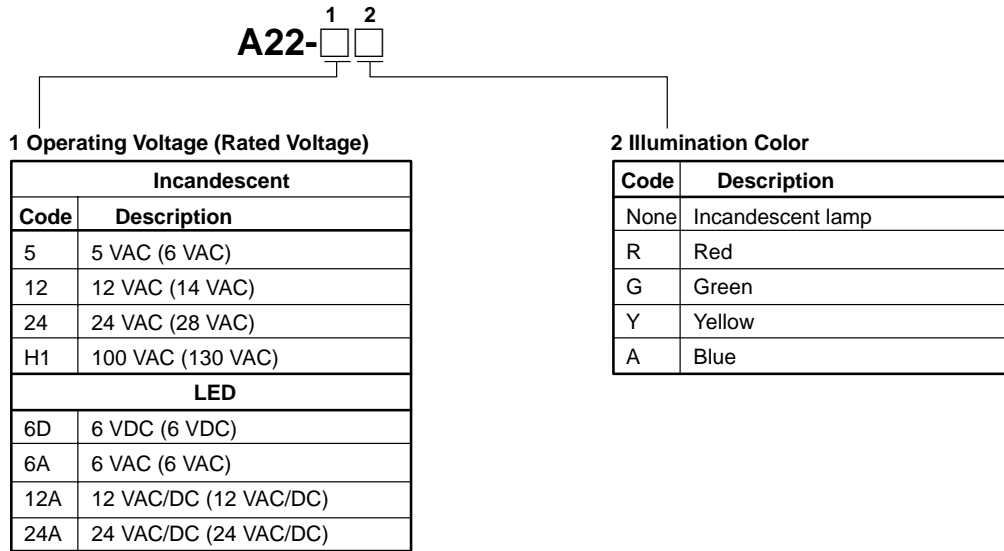 1 2
A22-
1 Operating Voltage (Rated Voltage)
Incandescent
Code Description
5 5 VAC (6 VAC)
12 12 VAC (14 VAC)
24 24 VAC (28 VAC)
H1 100 VAC (130 VAC)
LED
6D 6 VDC (6 VDC)
6A 6 VAC (6 VAC)
12A 12 VAC/DC (12 VAC/DC)
24A 24 VAC/DC (24 VAC/DC)
2 Illumination Color
Code Description
None Incandescent lamp
R Red
G Green
Y Yellow
A Blue